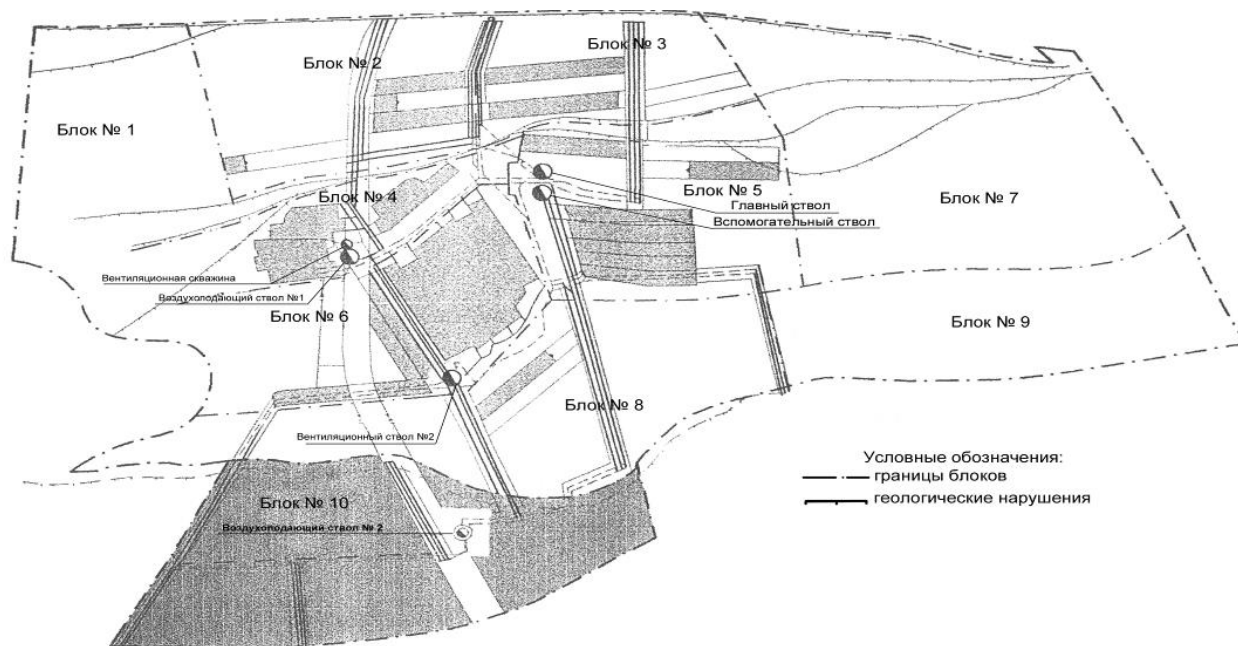 Блок № 3
Блок № 2
Блок № 1
Блок № 4
Блок № 5
Блок № 7
Главный ствол
Вспомогательный ствол
Вентиляционная скважина
Воздухоподающий ствол №1
Блок № 6
Блок № 9
Блок № 8
Вентиляционный ствол №2
Условные обозначения:
границы блоков
геологические нарушения
Блок № 10
Воздухоподающий ствол № 2